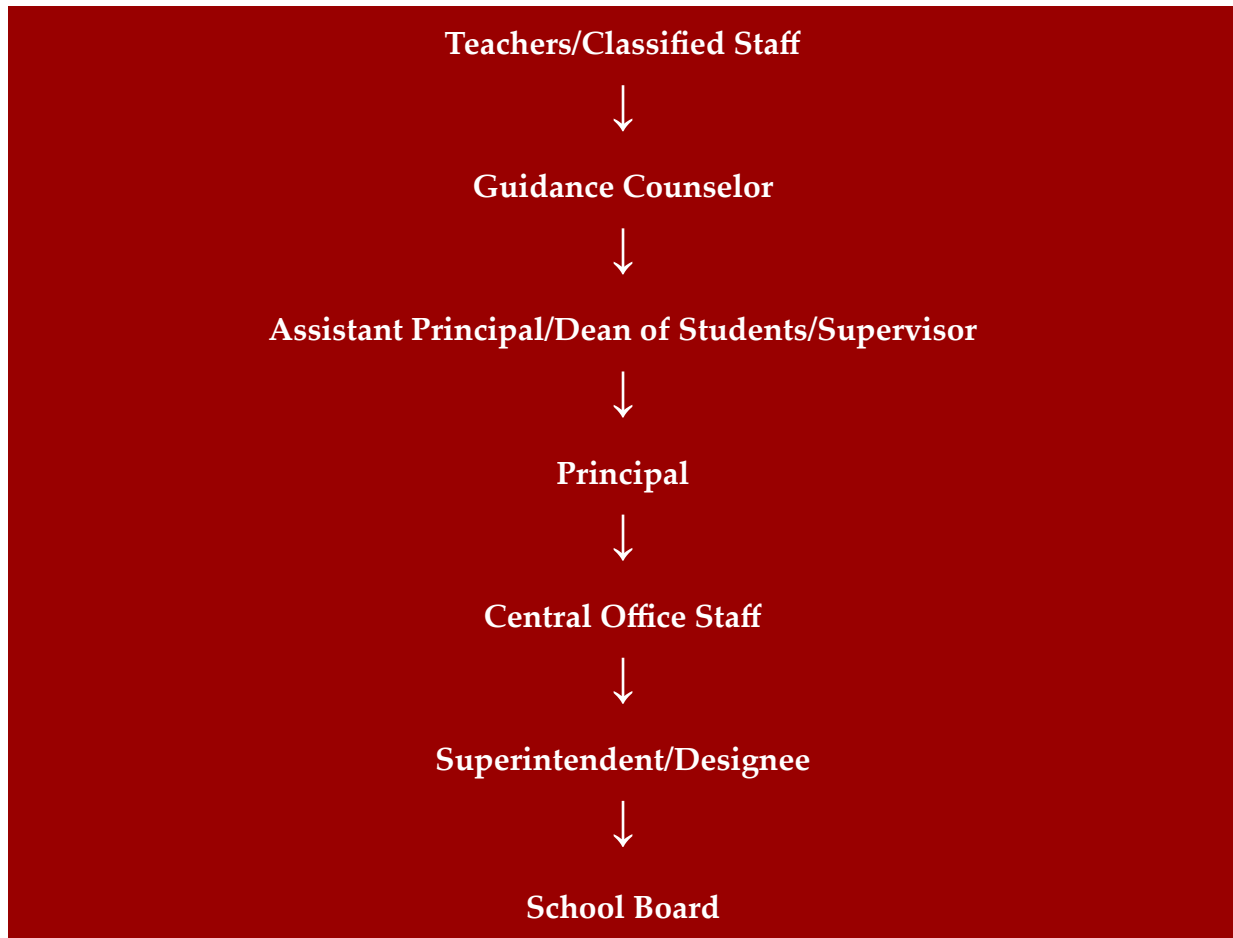 Teachers/Classified Staff
↓
Guidance Counselor
↓
Assistant Principal/Dean of Students/Supervisor
↓
Principal
↓
Central Office Staff
↓
Superintendent/Designee
↓
School Board